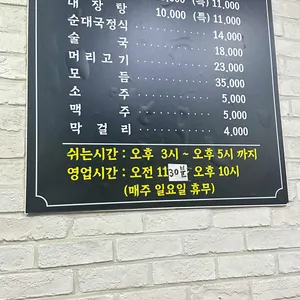 (특) 11,000
내 장 탕 10,000 (특) 11,000
순대국정식 14,000
술 국 18,000
머리고기 23,000
모 듬 35,000
소 주 5,000
맥 주 5,000
막 걸 리 4,000
쉬는시간 : 오후 3시 ~ 오후 5시 까지
영업시간 : 오전 11 30분 오후 10시
(매주 일요일 휴무)